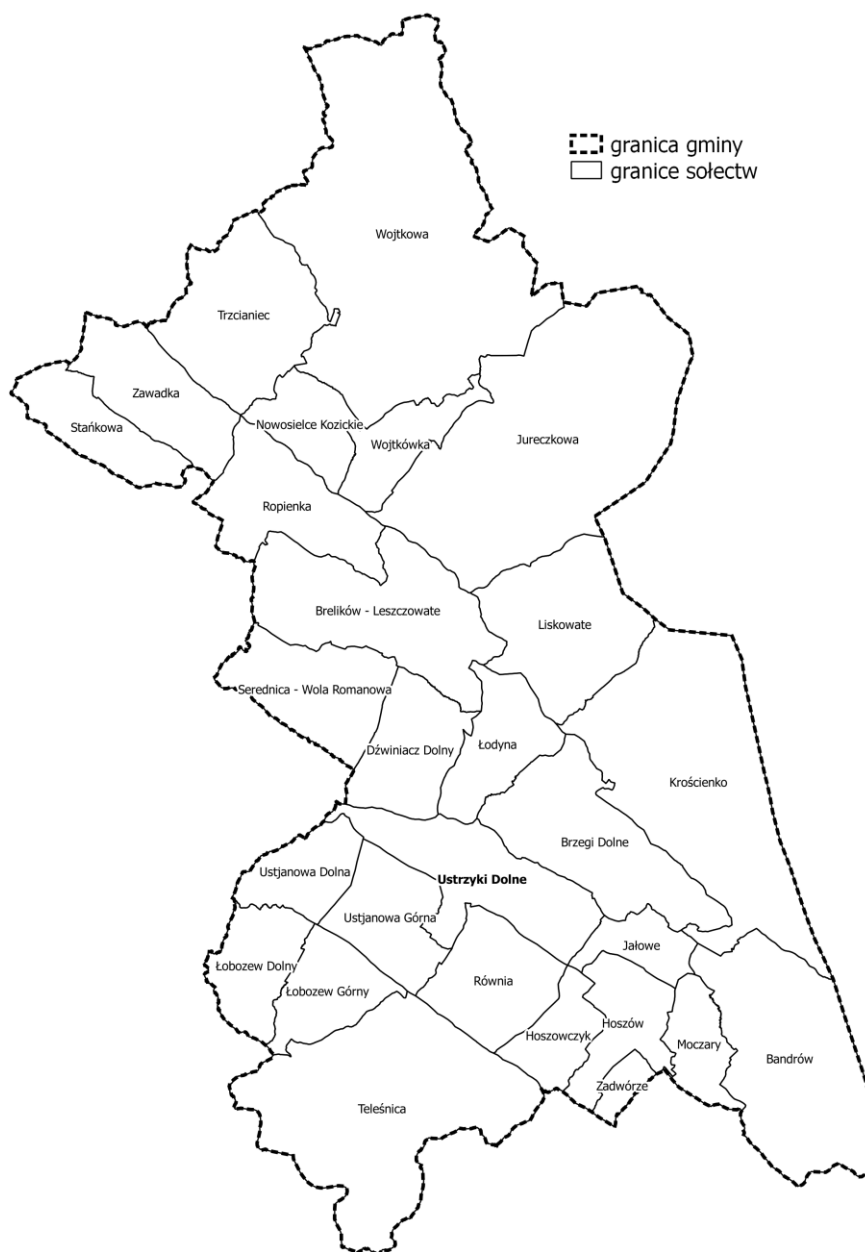 granica gminy
granice sołectw
Wojtkowa
Trzcianiec
Zawadka
Stańkowa
Nowosielce Kozickie
Wojtkówka
Jureczkowa
Ropienka
Brelików - Leszczowate
Liskowate
Serednica - Wola Romanowa
Dźwiniacz Dolny
Łodyna
Krościenko
Brzegi Dolne
Ustjanowa Dolna
Ustrzyki Dolne
Ustjanowa Górna
Jałowe
Łobozew Dolny
Łobozew Górny
Równia
Hoszowczyk
Hoszów
Moczary
Bandrów
Zadwórze
Teleśnica